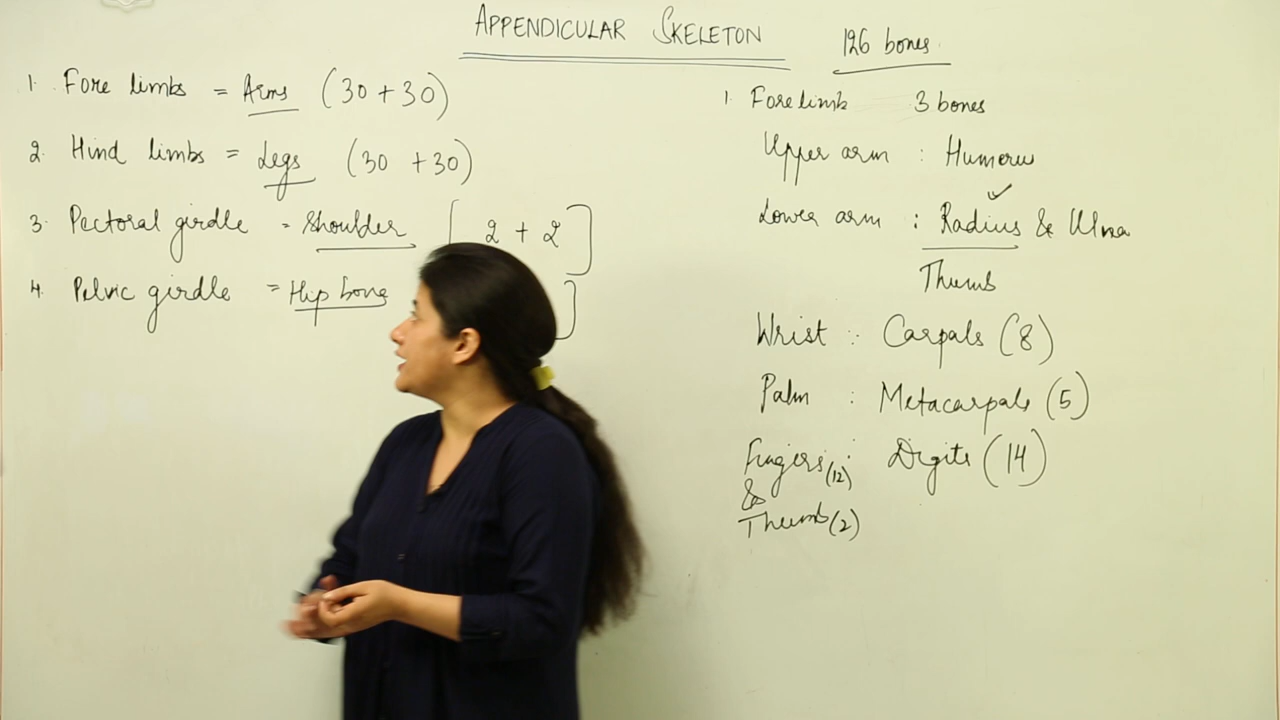 APPENDICULAR SKELETON 126 bones.
1. Fore limbs = Arms (30 + 30)
2. Hind limbs = Legs (30 + 30)
3. Pectoral girdle = Shoulder [ 2 + 2 ]
4. Pelvic girdle = Hip bone ]
1. Forelimb 3 bones
Upper arm : Humerus
Lower arm : Radius & Ulna
Thumb
Wrist : Carpals (8)
Palm : Metacarpals (5)
Fingers (12) : Digits (14)
&
Thumb (2)